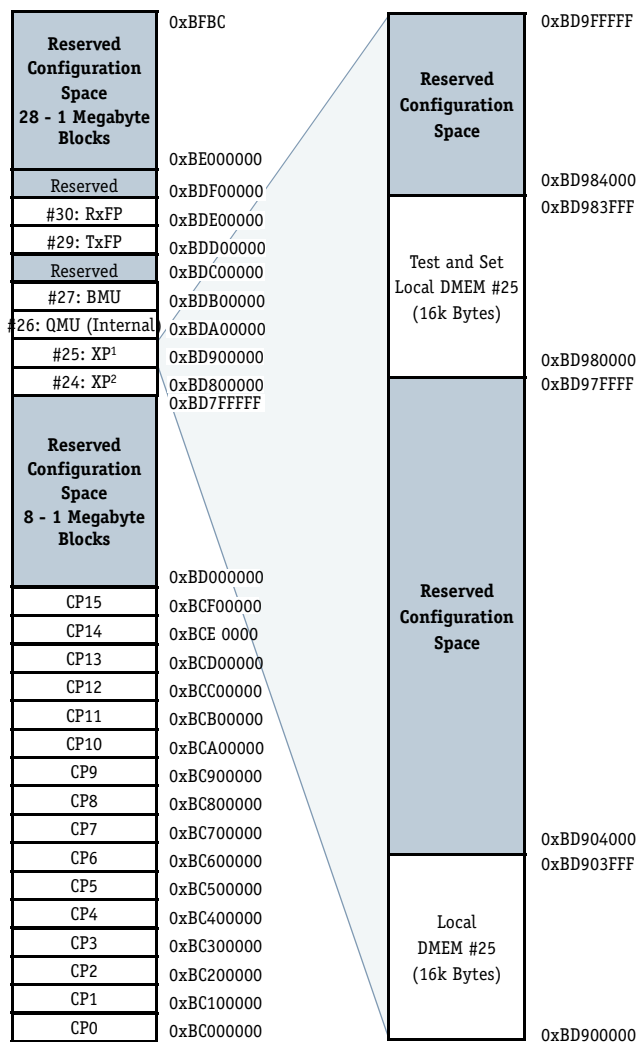 0xBFBC
Reserved
Configuration
Space
28 - 1 Megabyte
Blocks
0xBE000000
Reserved
0xBDF00000
#30: RxFP
0xBDE00000
#29: TxFP
0xBDD00000
Reserved
0xBDC00000
#27: BMU
0xBDB00000
#26: QMU (Internal)
0xBDA00000
#25: XP¹
0xBD900000
#24: XP²
0xBD800000
0xBD7FFFFF
Reserved
Configuration
Space
8 - 1 Megabyte
Blocks
0xBD000000
CP15
0xBCF00000
CP14
0xBCE 0000
CP13
0xBCD00000
CP12
0xBCC00000
CP11
0xBCB00000
CP10
0xBCA00000
CP9
0xBC900000
CP8
0xBC800000
CP7
0xBC700000
CP6
0xBC600000
CP5
0xBC500000
CP4
0xBC400000
CP3
0xBC300000
CP2
0xBC200000
CP1
0xBC100000
CP0
0xBC000000
0xBD9FFFFF
Reserved
Configuration
Space
0xBD984000
0xBD983FFF
Test and Set
Local DMEM #25
(16k Bytes)
0xBD980000
0xBD97FFFF
Reserved
Configuration
Space
0xBD904000
0xBD903FFF
Local
DMEM #25
(16k Bytes)
0xBD900000